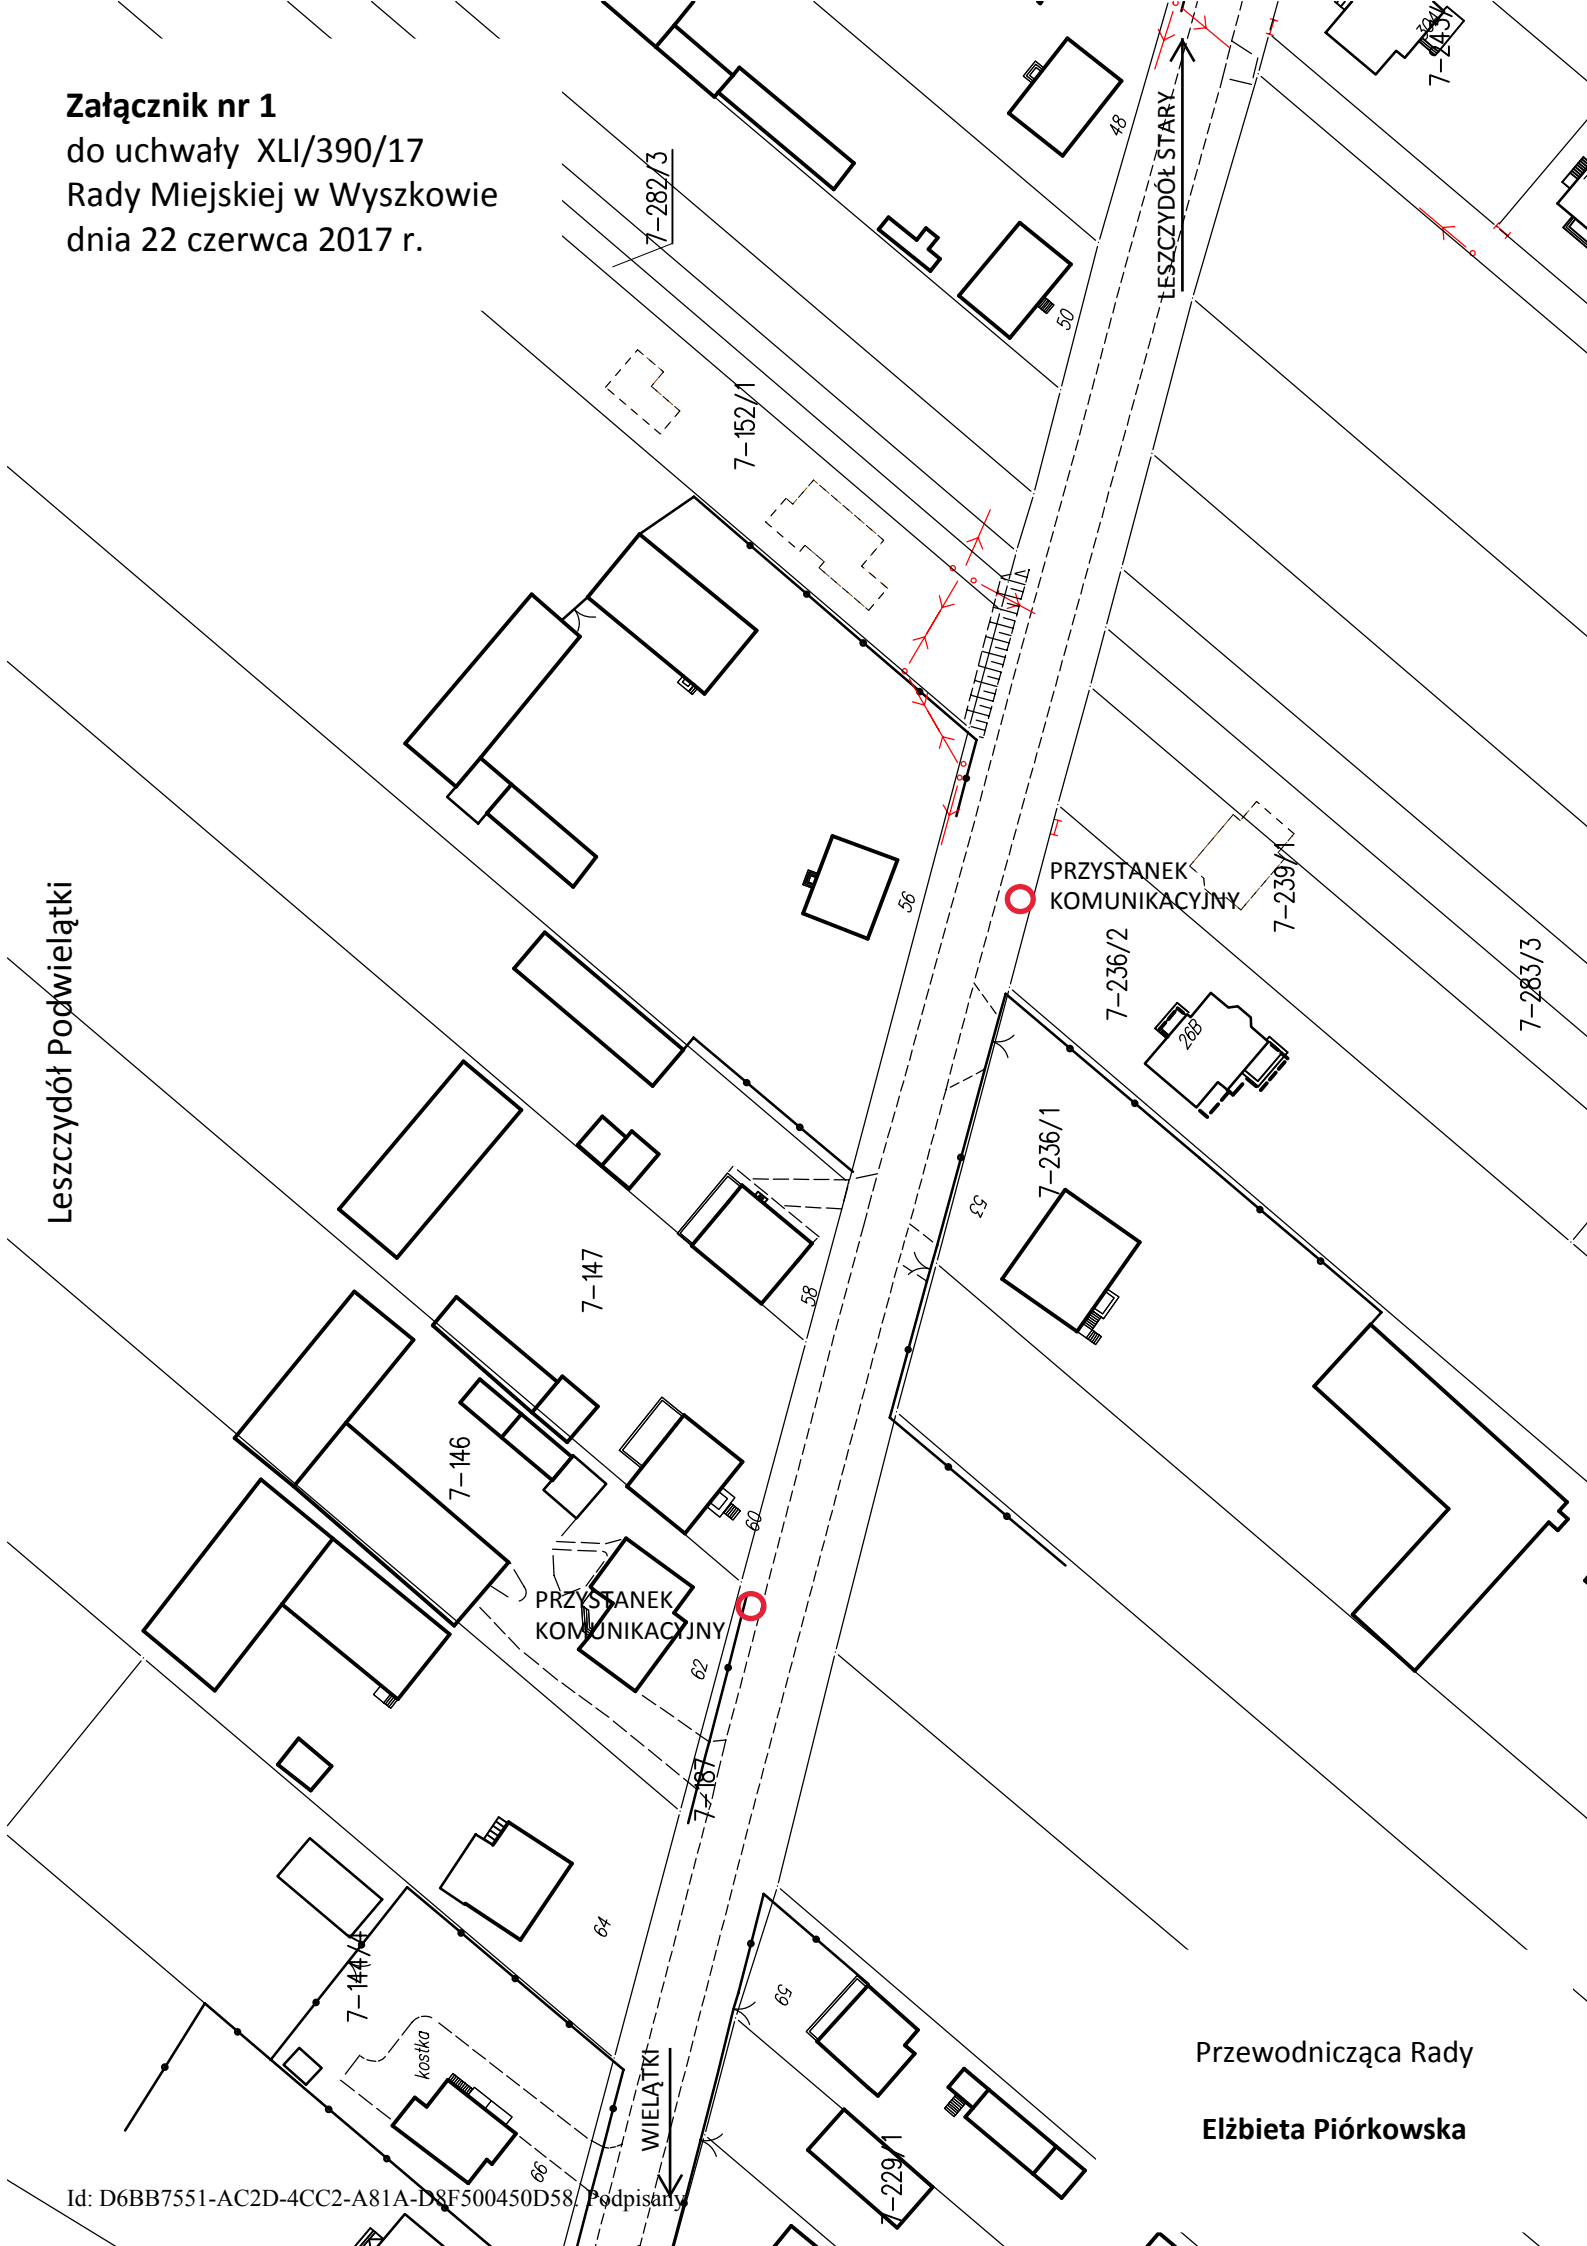 Załącznik nr 1
do uchwały XLI/390/17
Rady Miejskiej w Wyszkowie
dnia 22 czerwca 2017 r.
7-282/3
48
LESZCZYDÓŁ STARY
50
7-152/1
56
PRZYSTANEK
KOMUNIKACYJNY
7-239/1
7-236/2
7-283/3
26B
Leszczydół Podwielątki
7-236/1
53
7-147
58
7-146
60
PRZYSTANEK
KOMUNIKACYJNY
62
7-187
64
7-144/4
59
kostka
WIELĄTKI
66
7-229/1
Przewodnicząca Rady
Elżbieta Piórkowska
Id: D6BB7551-AC2D-4CC2-A81A-D8F500450D58. Podpisany